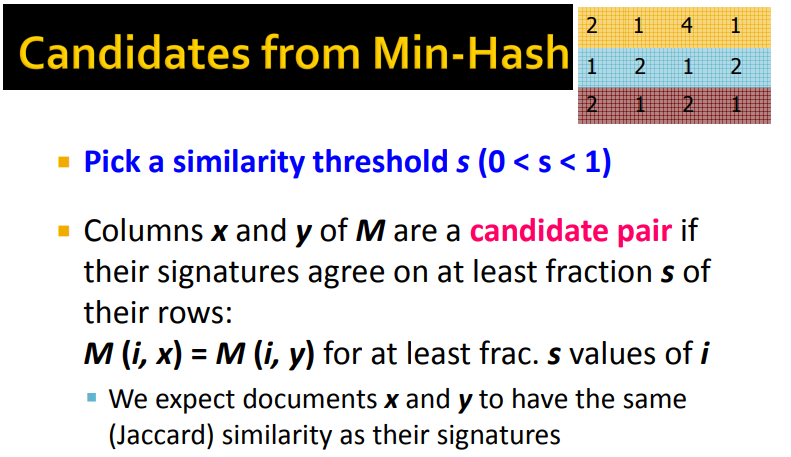 Candidates from Min-Hash
2 1 4 1
1 2 1 2
2 1 2 1
▪ Pick a similarity threshold s (0 < s < 1)
▪ Columns x and y of M are a candidate pair if
their signatures agree on at least fraction s of
their rows:
M (i, x) = M (i, y) for at least frac. s values of i
▪ We expect documents x and y to have the same
(Jaccard) similarity as their signatures